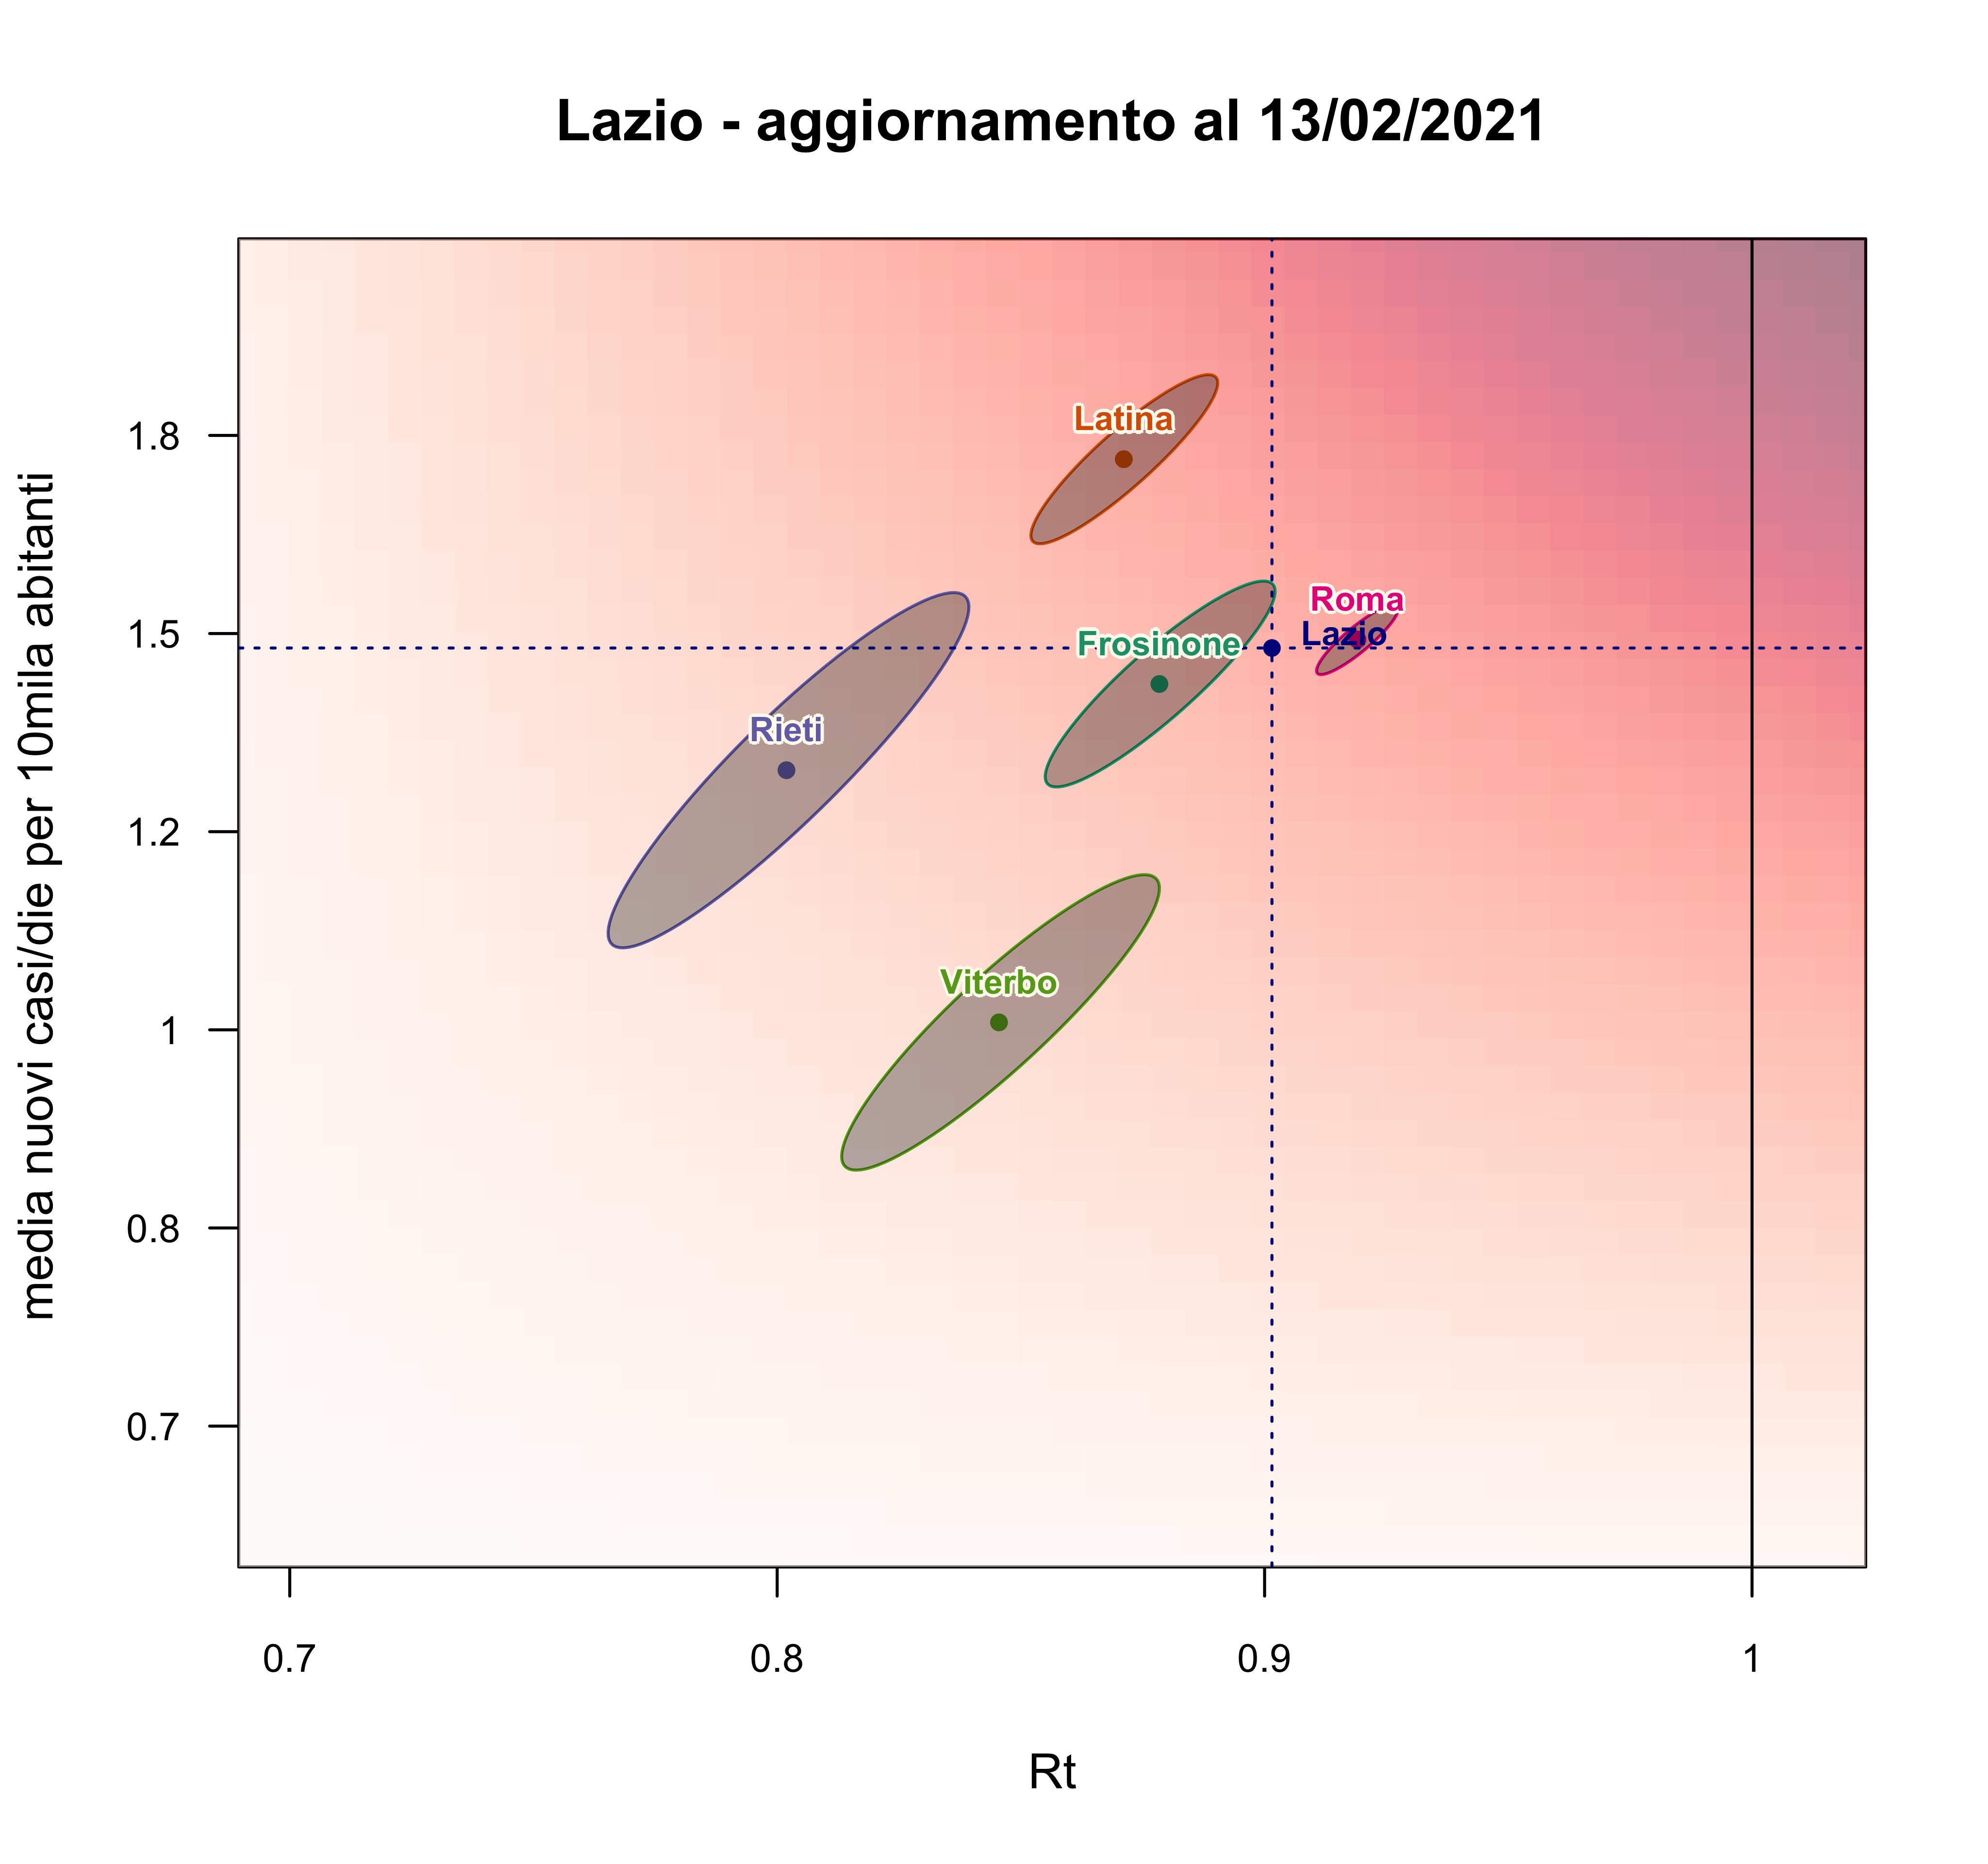 Lazio - aggiornamento al 13/02/2021
media nuovi casi/die per 10mila abitanti
1.8
1.5
1.2
1
0.8
0.7
Latina
Roma
Lazio
Frosinone
Rieti
Viterbo
0.7 0.8 0.9 1
Rt